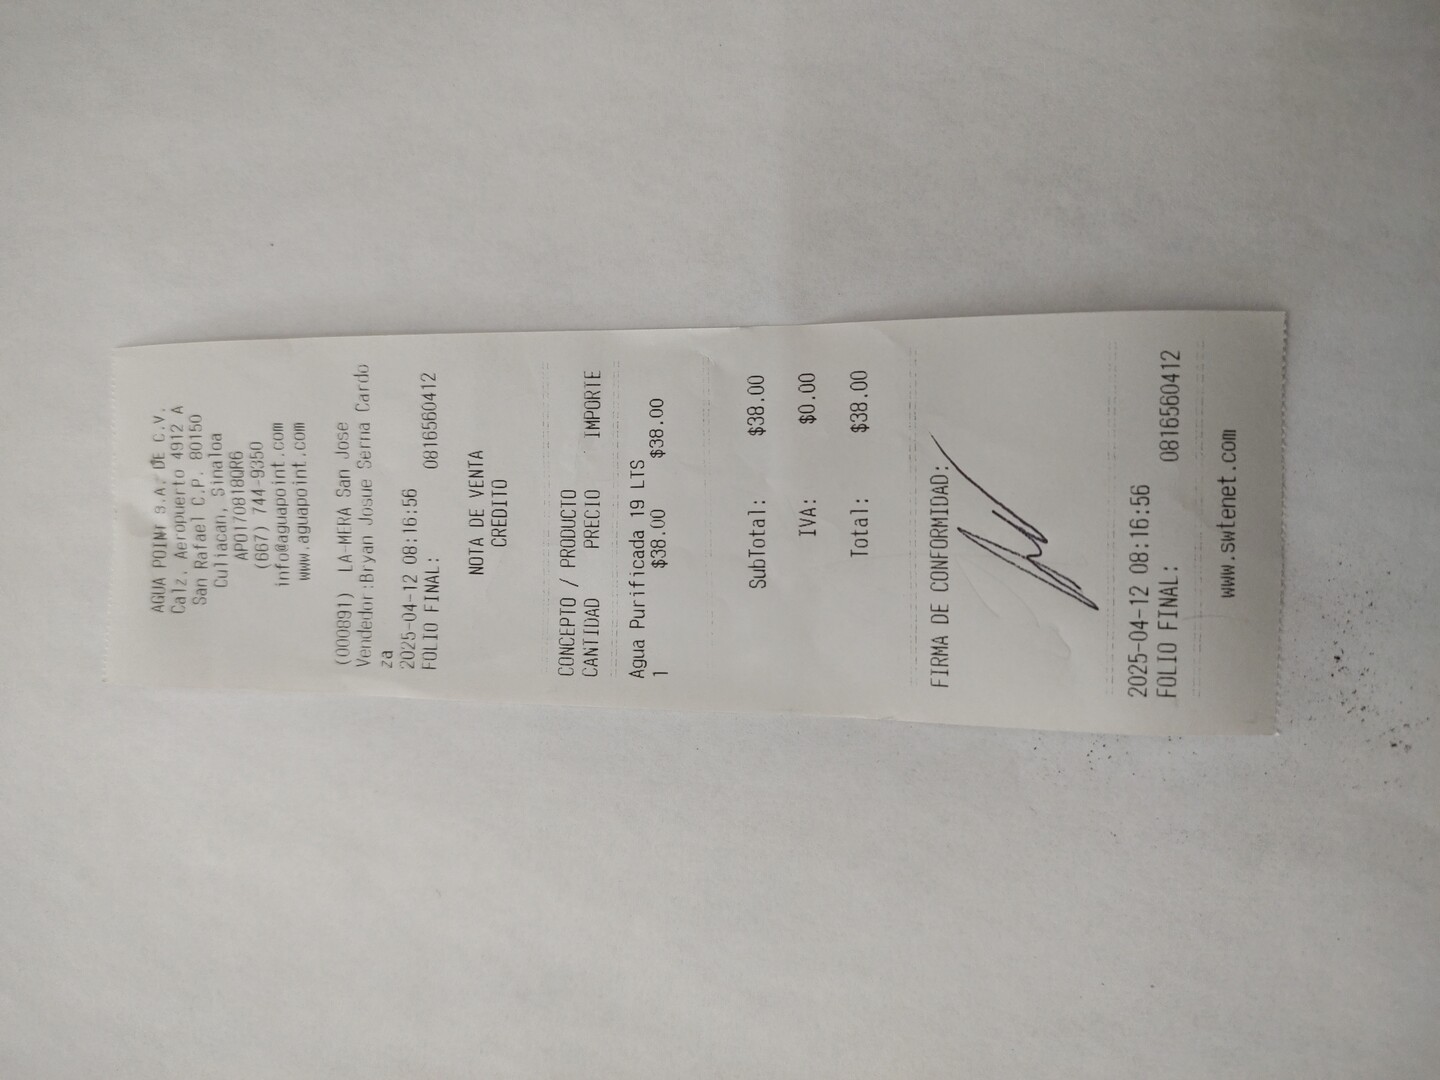 AGUA POINT S.A. DE C.V.
Calz. Aeropuerto 4912 A
San Rafael C.P. 80150
Culiacan, Sinaloa
APO170818QR6
(667) 744-9350
info@aguapoint.com
www.aguapoint.com
(000891) LA-MERA San Jose
Vendedor:Bryan Josue Serna Cardo
za
2025-04-12 08:16:56
FOLIO FINAL: 0816560412
NOTA DE VENTA
CREDITO
CONCEPTO / PRODUCTO
CANTIDAD PRECIO IMPORTE
Agua Purificada 19 LTS
1 $38.00 $38.00
SubTotal: $38.00
IVA: $0.00
Total: $38.00
FIRMA DE CONFORMIDAD:
2025-04-12 08:16:56
FOLIO FINAL: 0816560412
www.swtenet.com